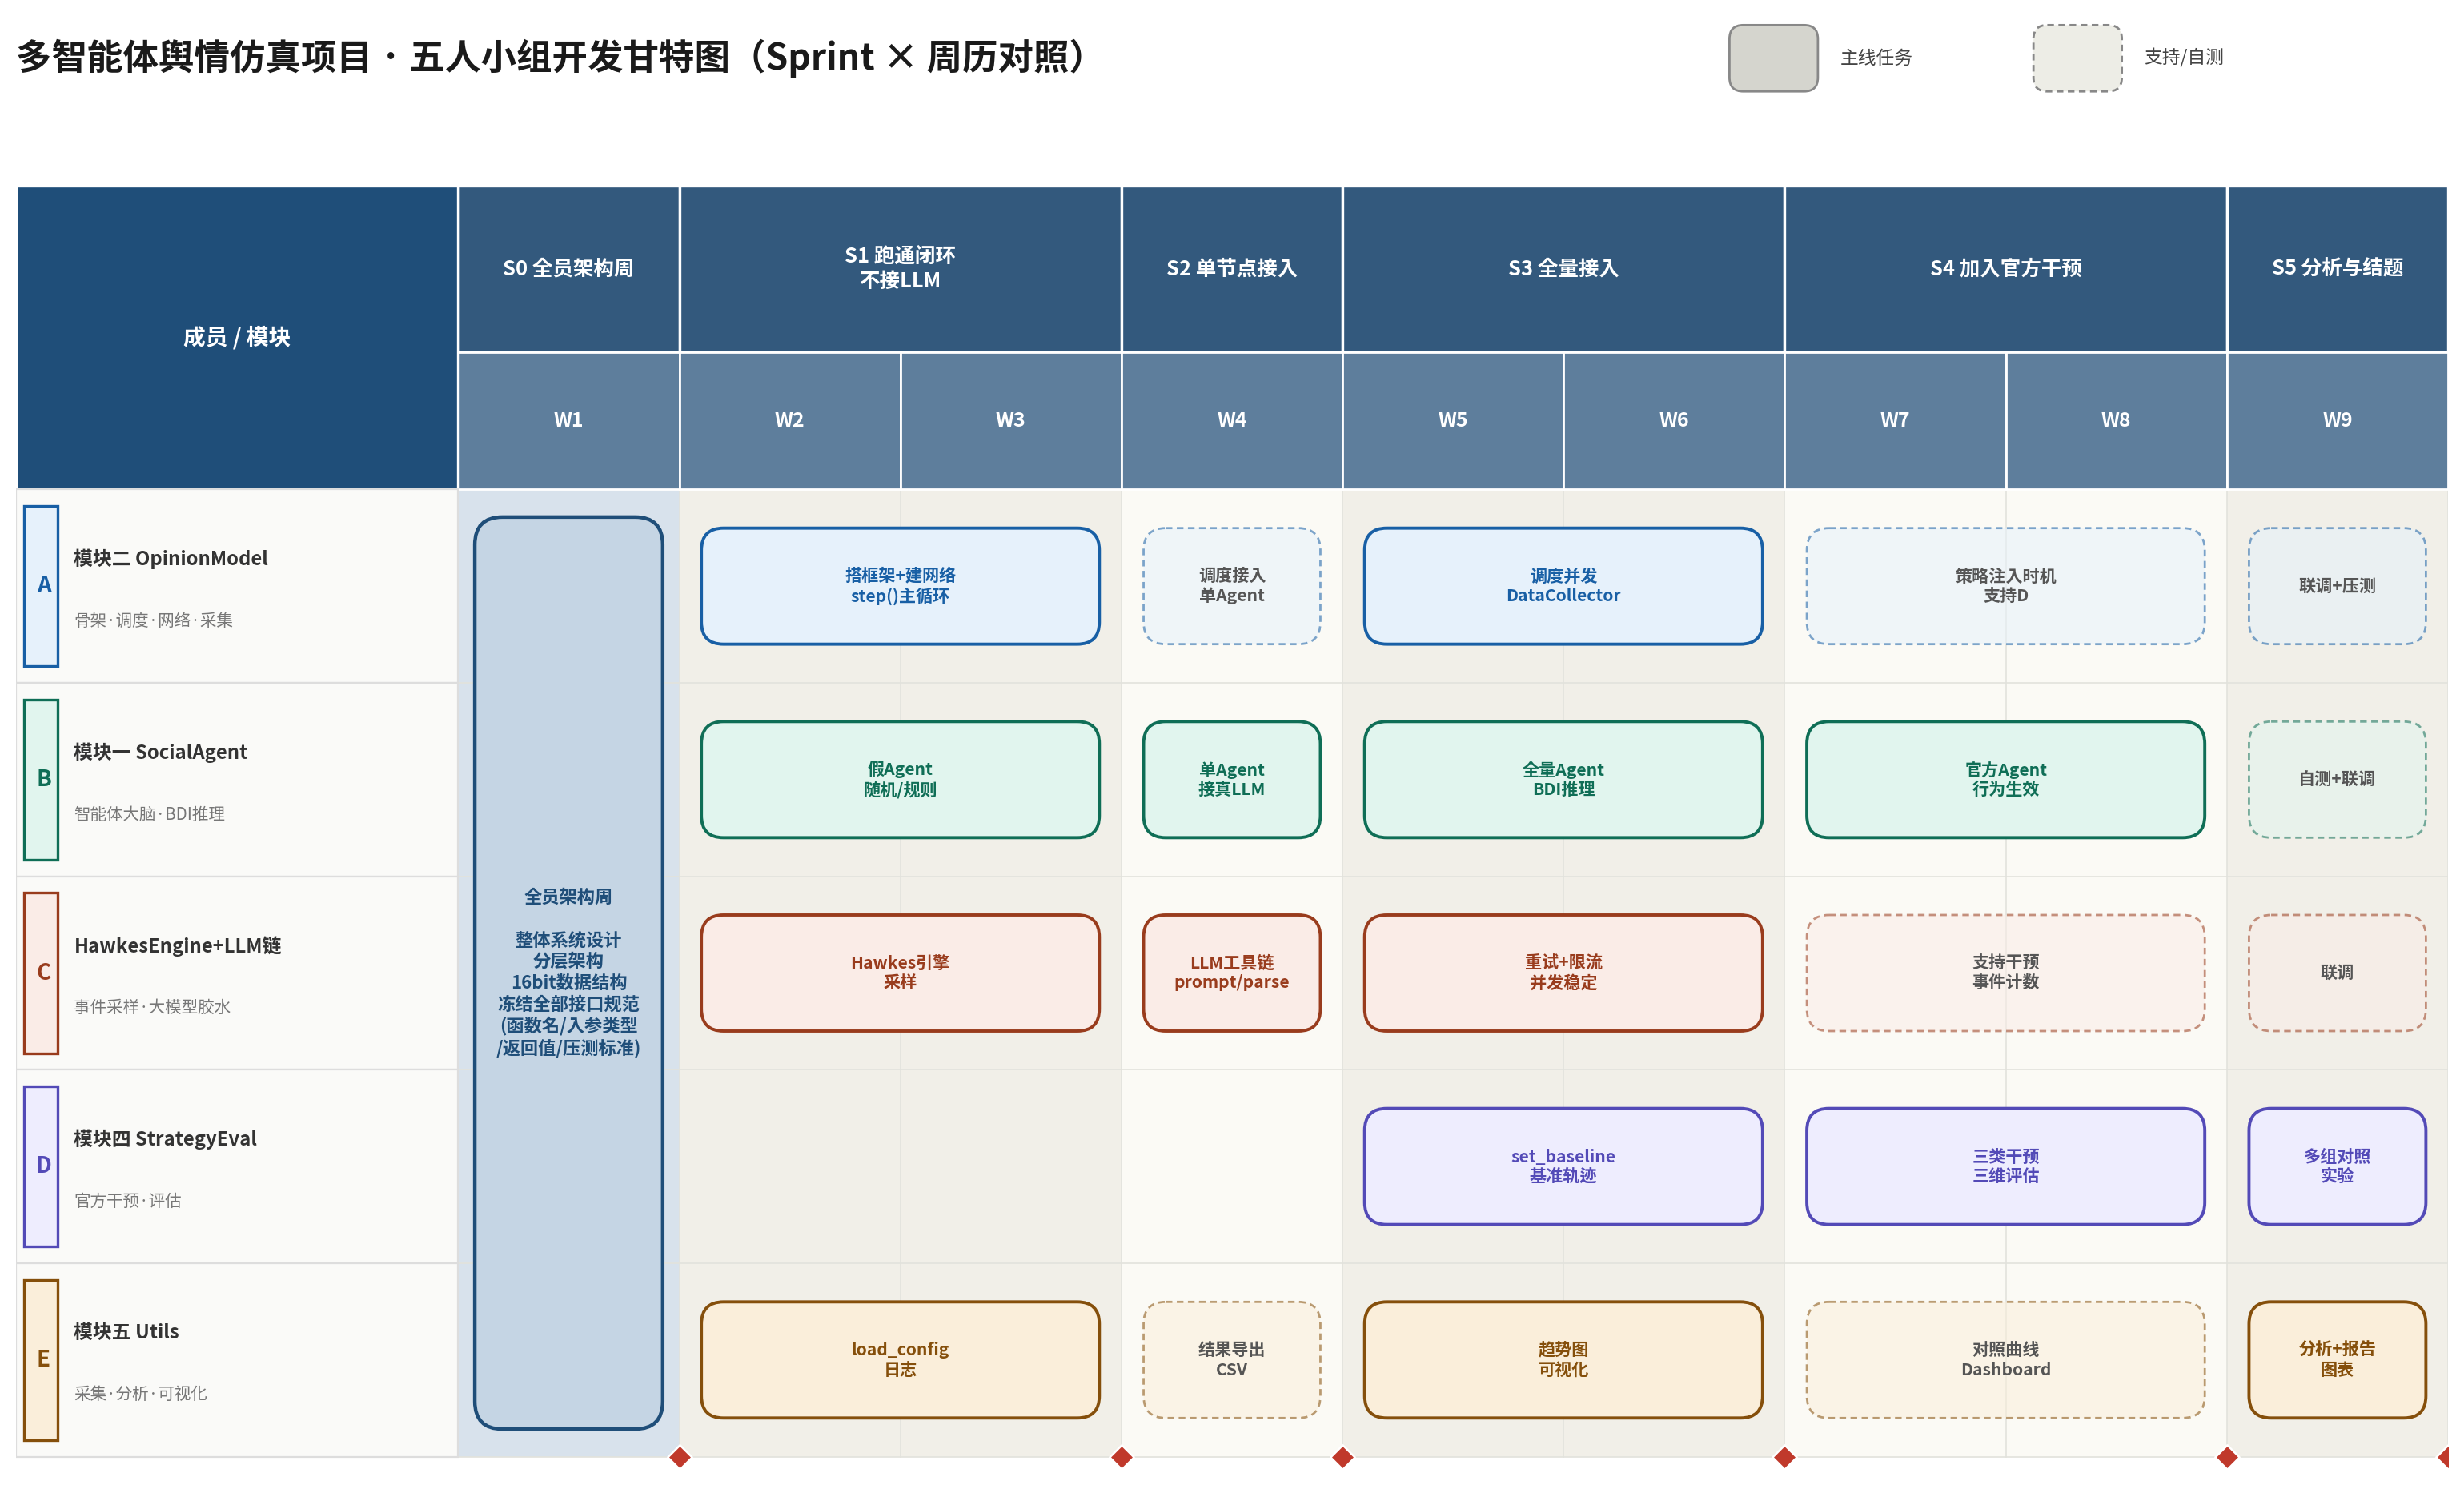 多智能体舆情仿真项目 · 五人小组开发甘特图（Sprint × 周历对照）
主线任务
支持/自测
成员 / 模块
S0 全员架构周
S1 跑通闭环
不接LLM
S2 单节点接入
S3 全量接入
S4 加入官方干预
S5 分析与结题
W1
W2
W3
W4
W5
W6
W7
W8
W9
A
模块二 OpinionModel
骨架·调度·网络·采集
搭框架+建网络
step()主循环
调度接入
单Agent
调度并发
DataCollector
策略注入时机
支持D
联调+压测
B
模块一 SocialAgent
智能体大脑·BDI推理
假Agent
随机/规则
单Agent
接真LLM
全量Agent
BDI推理
官方Agent
行为生效
自测+联调
全员架构周
整体系统设计
分层架构
16bit数据结构
冻结全部接口规范
(函数名/入参类型
/返回值/压测标准)
C
HawkesEngine+LLM链
事件采样·大模型胶水
Hawkes引擎
采样
LLM工具链
prompt/parse
重试+限流
并发稳定
支持干预
事件计数
联调
D
模块四 StrategyEval
官方干预·评估
set_baseline
基准轨迹
三类干预
三维评估
多组对照
实验
E
模块五 Utils
采集·分析·可视化
load_config
日志
结果导出
CSV
趋势图
可视化
对照曲线
Dashboard
分析+报告
图表